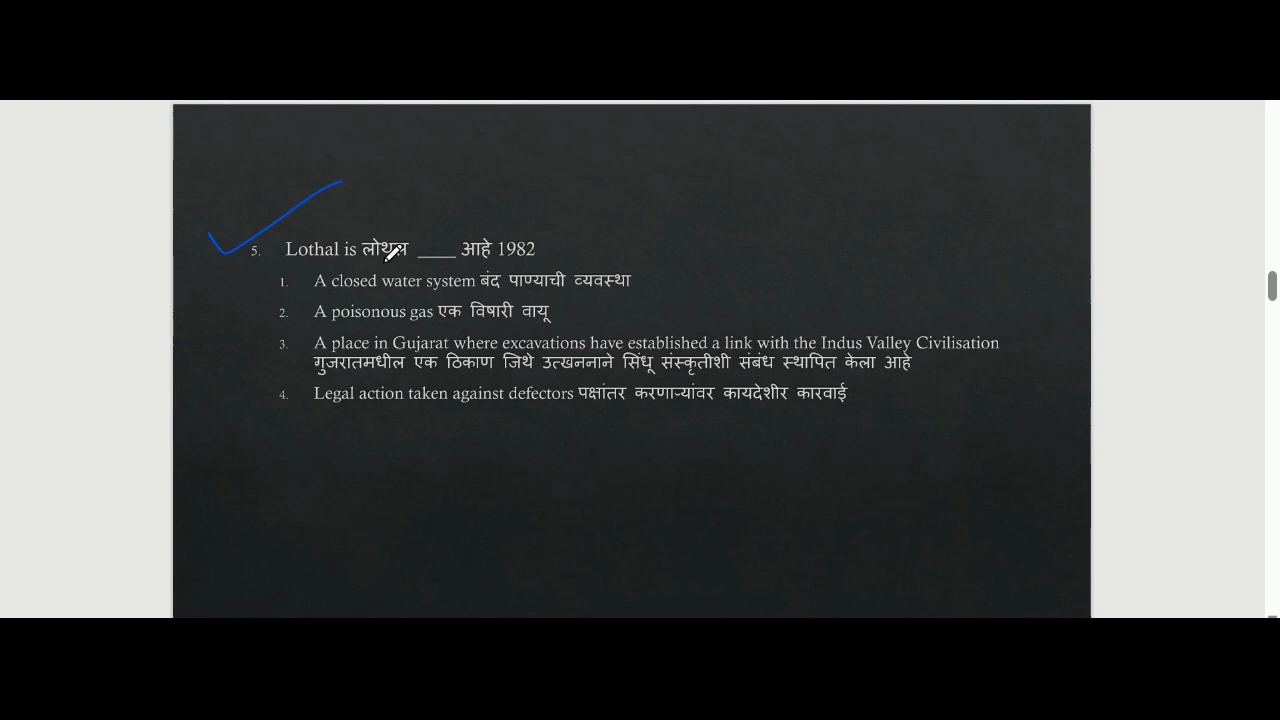 5. Lothal is लोथल ____ आहे 1982
1. A closed water system बंद पाण्याची व्यवस्था
2. A poisonous gas एक विषारी वायू
3. A place in Gujarat where excavations have established a link with the Indus Valley Civilisation
गुजरातमधील एक ठिकाण जिथे उत्खननाने सिंधू संस्कृतीशी संबंध स्थापित केला आहे
4. Legal action taken against defectors पक्षांतर करणाऱ्यांवर कायदेशीर कारवाई